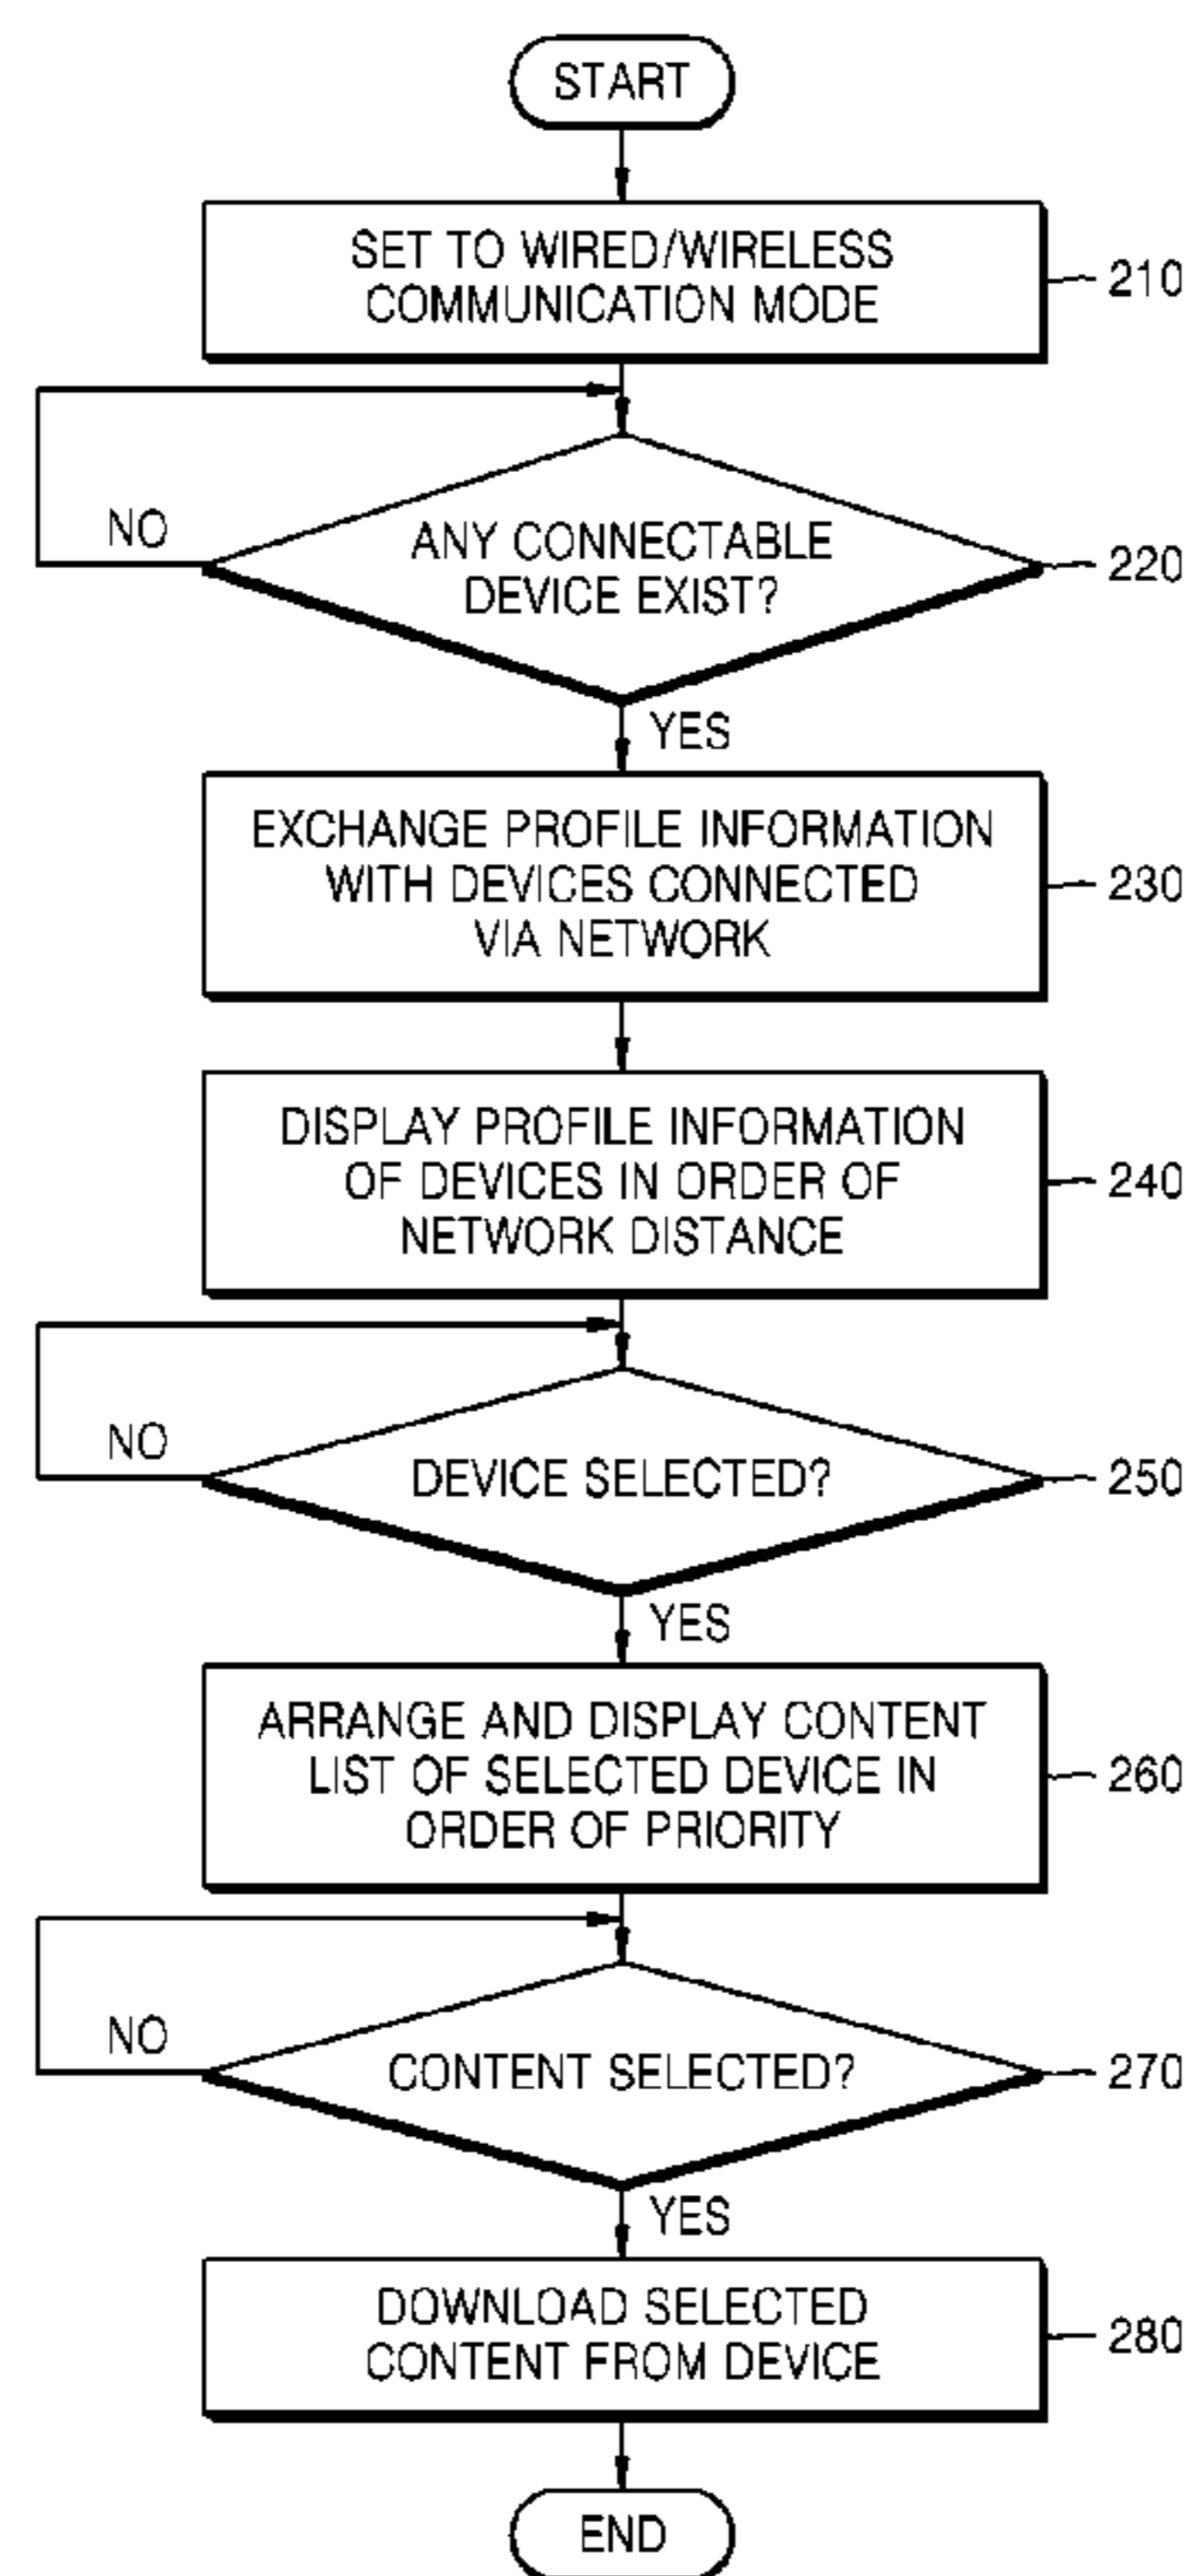 START
SET TO WIRED/WIRELESS
COMMUNICATION MODE
210
NO
ANY CONNECTABLE
DEVICE EXIST?
220
YES
EXCHANGE PROFILE INFORMATION
WITH DEVICES CONNECTED
VIA NETWORK
230
DISPLAY PROFILE INFORMATION
OF DEVICES IN ORDER OF
NETWORK DISTANCE
240
NO
DEVICE SELECTED?
250
YES
ARRANGE AND DISPLAY CONTENT
LIST OF SELECTED DEVICE IN
ORDER OF PRIORITY
260
NO
CONTENT SELECTED?
270
YES
DOWNLOAD SELECTED
CONTENT FROM DEVICE
280
END